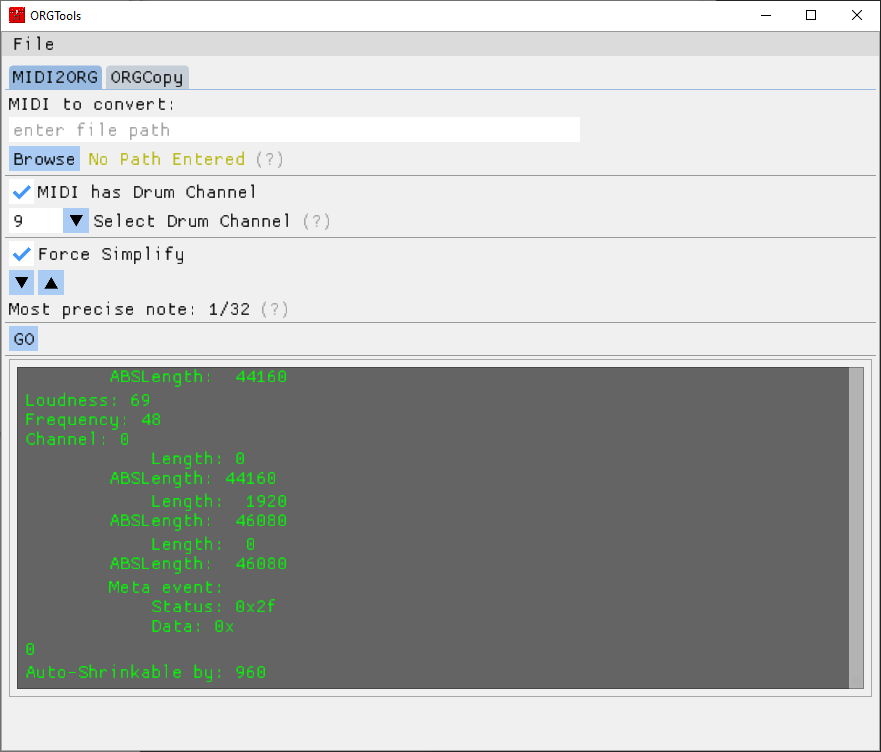 ORGTools
File
MIDI2ORG ORGCopy
MIDI to convert:
enter file path
Browse No Path Entered (?)
MIDI has Drum Channel
9 Select Drum Channel (?)
Force Simplify
Most precise note: 1/32 (?)
GO
ABSLength: 44160
Loudness: 69
Frequency: 48
Channel: 0
Length: 0
ABSLength: 44160
Length: 1920
ABSLength: 46080
Length: 0
ABSLength: 46080
Meta event:
Status: 0x2f
Data: 0x
0
Auto-Shrinkable by: 960